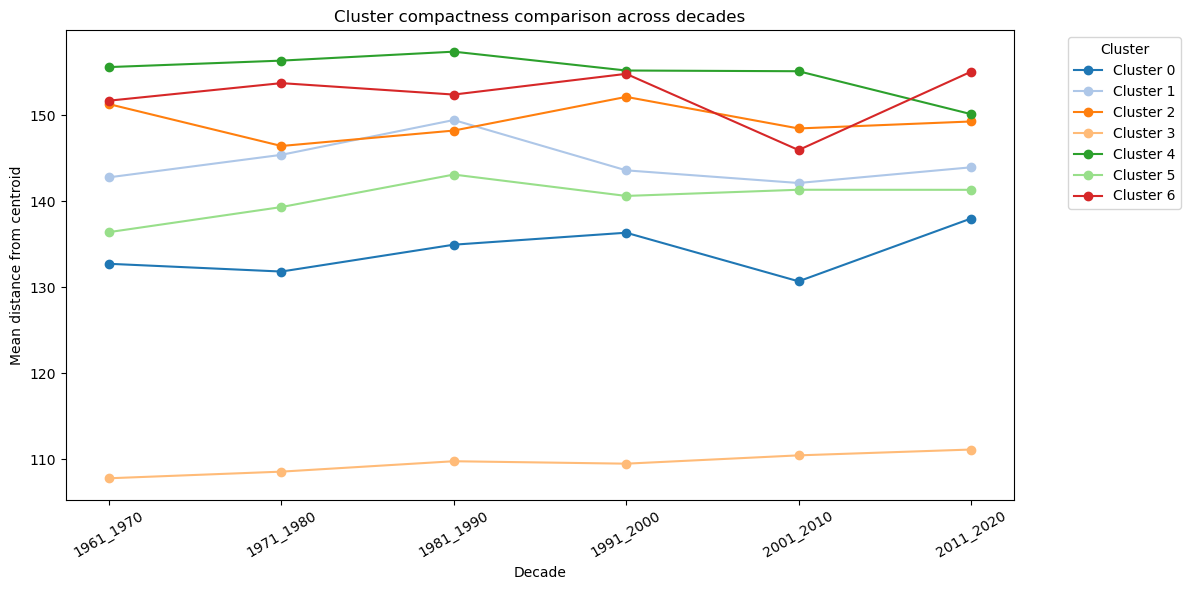 Cluster compactness comparison across decades
Mean distance from centroid
150
140
130
120
110
1961_1970
1971_1980
1981_1990
1991_2000
2001_2010
2011_2020
Decade
Cluster
Cluster 0
Cluster 1
Cluster 2
Cluster 3
Cluster 4
Cluster 5
Cluster 6